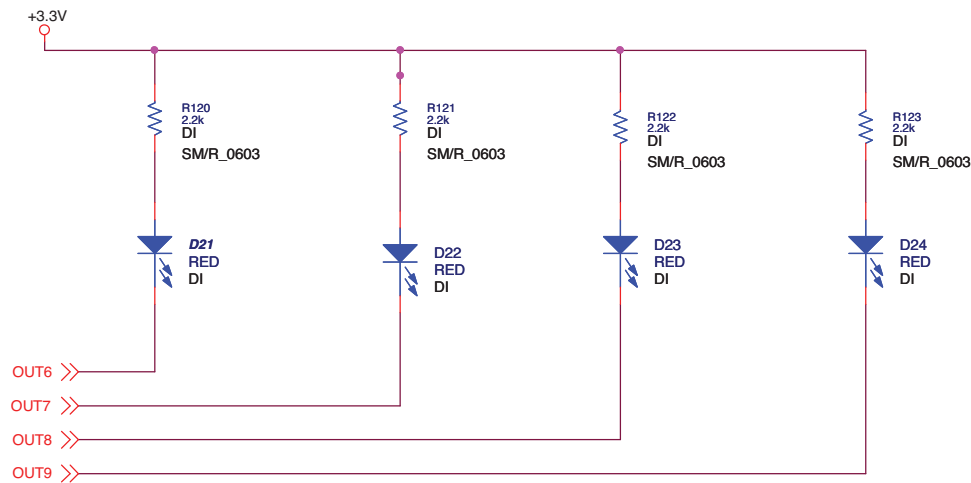 +3.3V
R120
2.2k
DI
SM/R_0603
R121
2.2k
DI
SM/R_0603
R122
2.2k
DI
SM/R_0603
R123
2.2k
DI
SM/R_0603
D21
RED
DI
D22
RED
DI
D23
RED
DI
D24
RED
DI
OUT6
OUT7
OUT8
OUT9